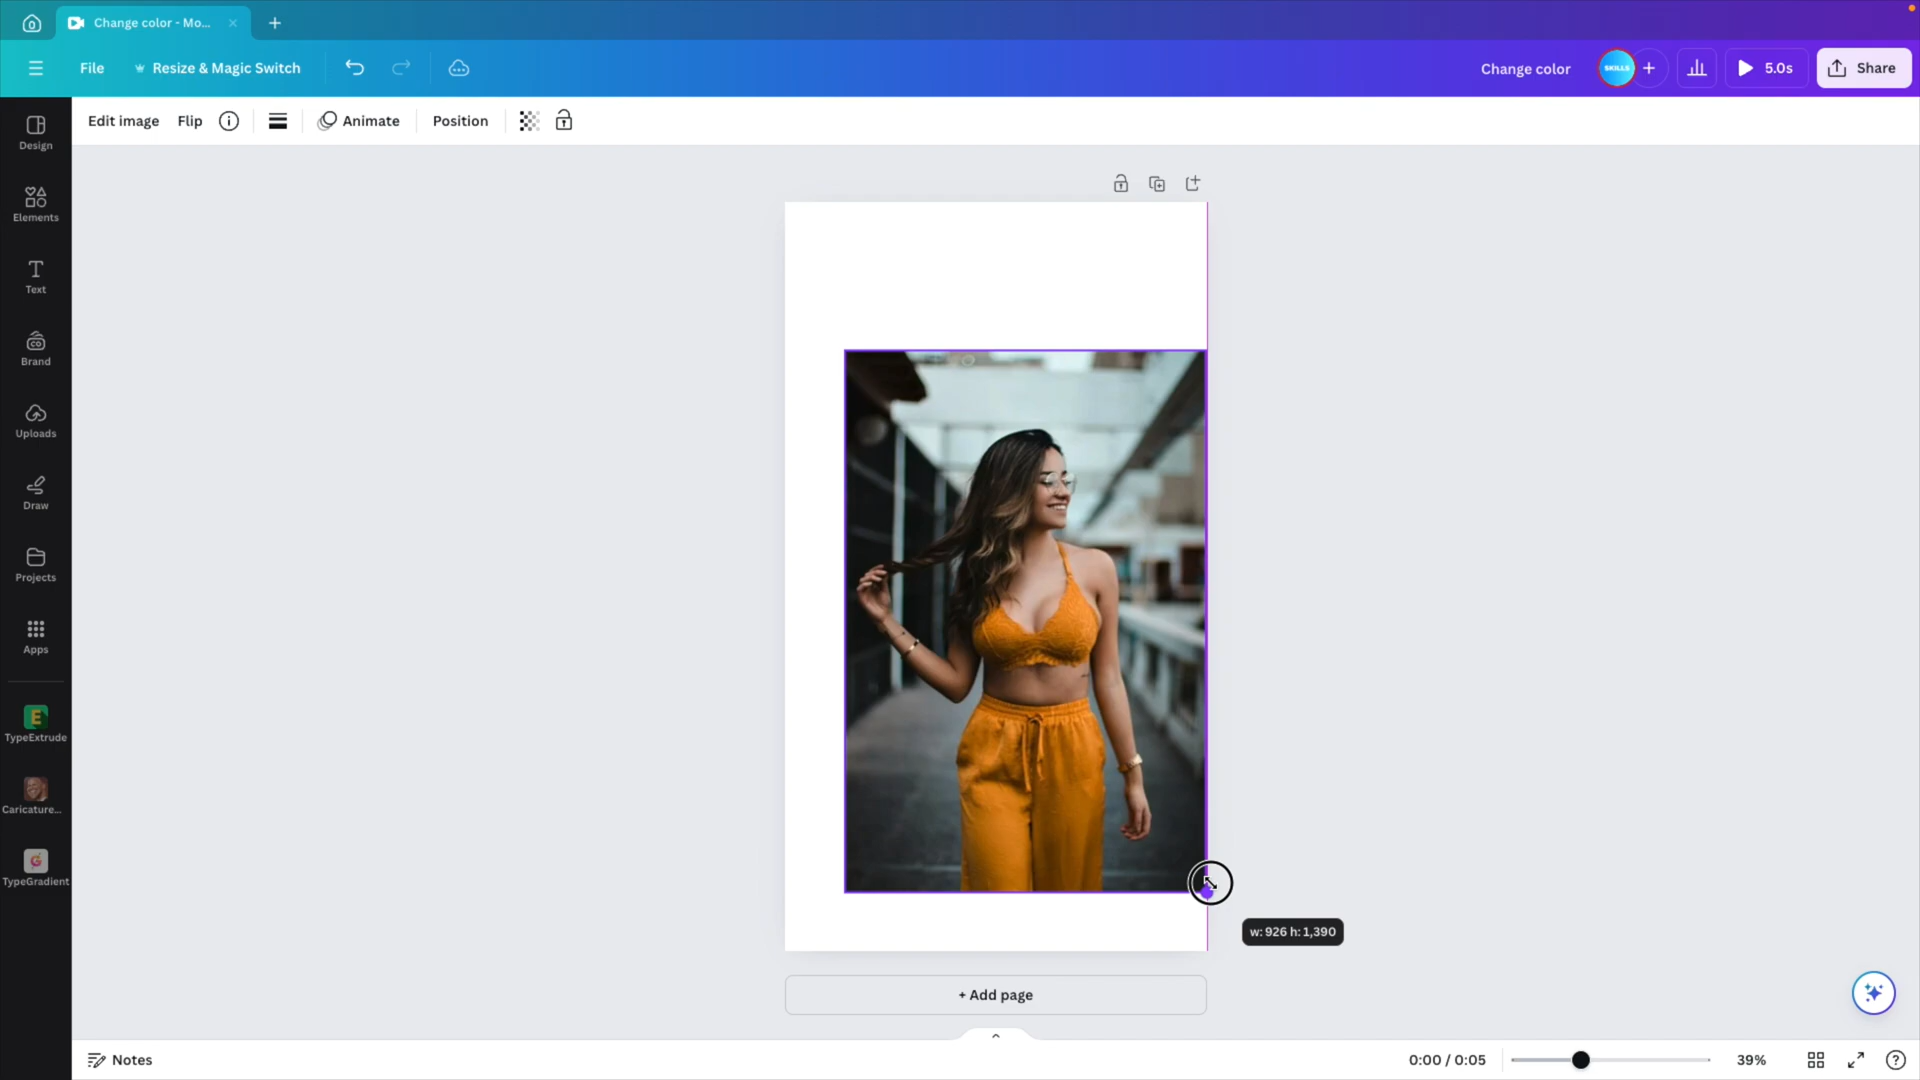 Change color - Mo...
File
Resize & Magic Switch
Change color
SKILLS
5.0s
Share
Edit image
Flip
Animate
Position
Design
Elements
Text
Brand
Uploads
Draw
Projects
Apps
TypeExtrude
Caricature...
TypeGradient
w: 926 h: 1,390
+ Add page
Notes
0:00 / 0:05
39%